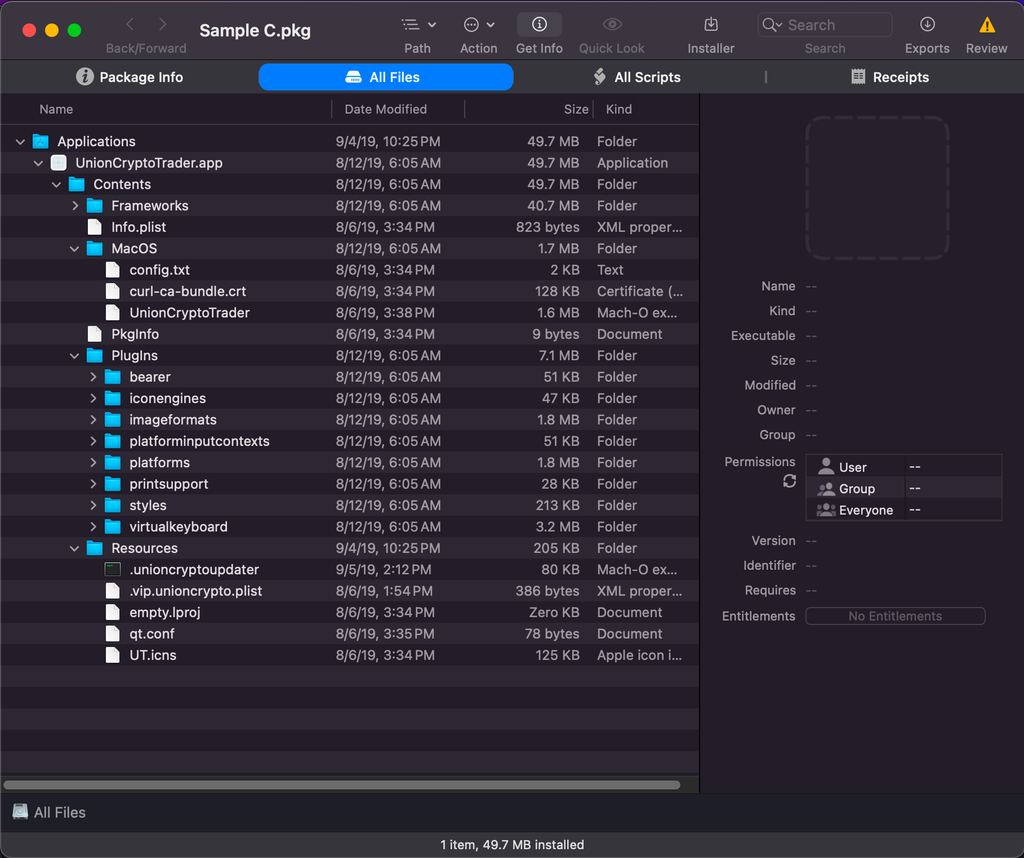 Sample C.pkg
Back/Forward
Path
Action
Get Info
Quick Look
Installer
Search
Search
Exports
Review
Package Info
All Files
All Scripts
Receipts
Name Date Modified Size Kind
Applications 9/4/19, 10:25 PM 49.7 MB Folder
UnionCryptoTrader.app 8/12/19, 6:05 AM 49.7 MB Application
Contents 8/12/19, 6:05 AM 49.7 MB Folder
Frameworks 8/12/19, 6:05 AM 40.7 MB Folder
Info.plist 8/6/19, 3:34 PM 823 bytes XML proper...
MacOS 8/12/19, 6:05 AM 1.7 MB Folder
config.txt 8/6/19, 3:34 PM 2 KB Text
curl-ca-bundle.crt 8/6/19, 3:34 PM 128 KB Certificate (...
UnionCryptoTrader 8/6/19, 3:38 PM 1.6 MB Mach-O ex...
PkgInfo 8/6/19, 3:34 PM 9 bytes Document
PlugIns 8/12/19, 6:05 AM 7.1 MB Folder
bearer 8/12/19, 6:05 AM 51 KB Folder
iconengines 8/12/19, 6:05 AM 47 KB Folder
imageformats 8/12/19, 6:05 AM 1.8 MB Folder
platforminputcontexts 8/12/19, 6:05 AM 51 KB Folder
platforms 8/12/19, 6:05 AM 1.8 MB Folder
printsupport 8/12/19, 6:05 AM 28 KB Folder
styles 8/12/19, 6:05 AM 213 KB Folder
virtualkeyboard 8/12/19, 6:05 AM 3.2 MB Folder
Resources 9/4/19, 10:25 PM 205 KB Folder
.unioncryptoupdater 9/5/19, 2:12 PM 80 KB Mach-O ex...
.vip.unioncrypto.plist 8/6/19, 1:54 PM 386 bytes XML proper...
empty.lproj 8/6/19, 3:34 PM Zero KB Document
qt.conf 8/6/19, 3:35 PM 78 bytes Document
UT.icns 8/6/19, 3:34 PM 125 KB Apple icon i...
Name --
Kind --
Executable --
Size --
Modified --
Owner --
Group --
Permissions
User --
Group --
Everyone --
Version --
Identifier --
Requires --
Entitlements No Entitlements
All Files
1 item, 49.7 MB installed